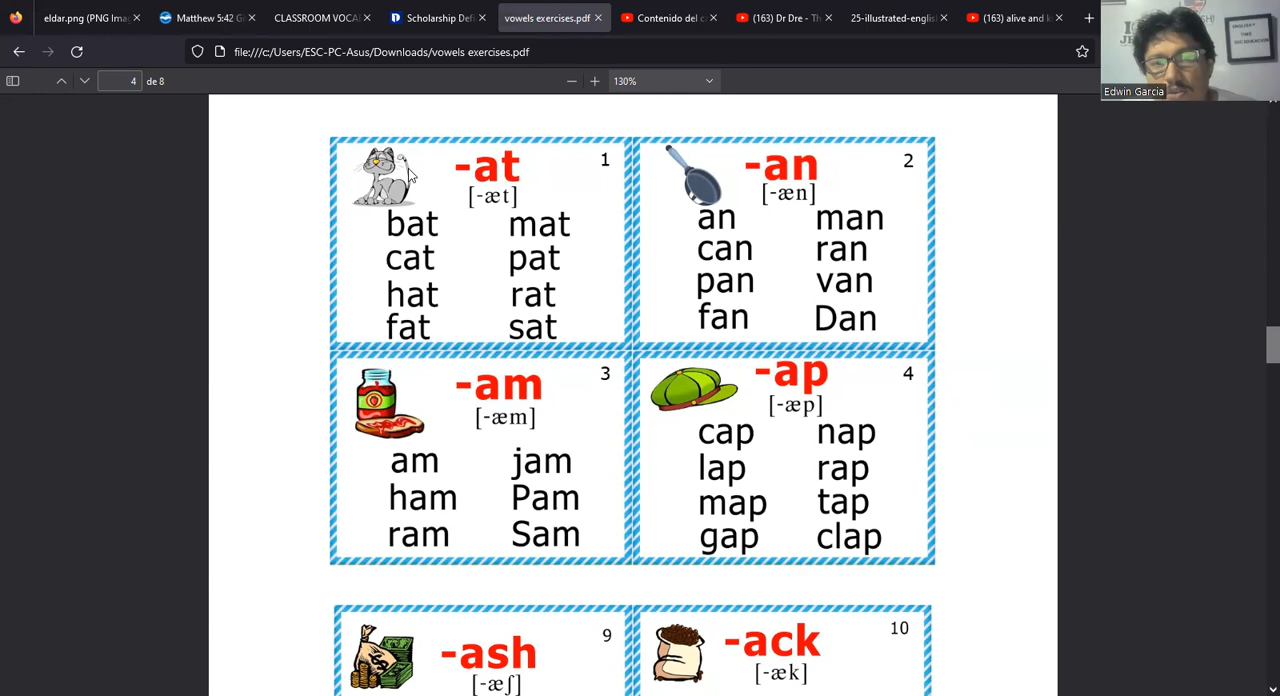 eldar.png (PNG Ima
Matthew 5:42 G
CLASSROOM VOCA
Scholarship Def
vowels exercises.pdf
Contenido del c
(163) Dr Dre - Th
25-illustrated-engli
(163) alive and k
file:///c:/Users/ESC-PC-Asus/Downloads/vowels exercises.pdf
4 de 8
130%
Edwin Garcia
-at 1
[-æt]
bat mat
cat pat
hat rat
fat sat
-an 2
[-æn]
an man
can ran
pan van
fan Dan
-am 3
[-æm]
am jam
ham Pam
ram Sam
-ap 4
[-æp]
cap nap
lap rap
map tap
gap clap
-ash 9
[-æʃ]
-ack 10
[-æk]